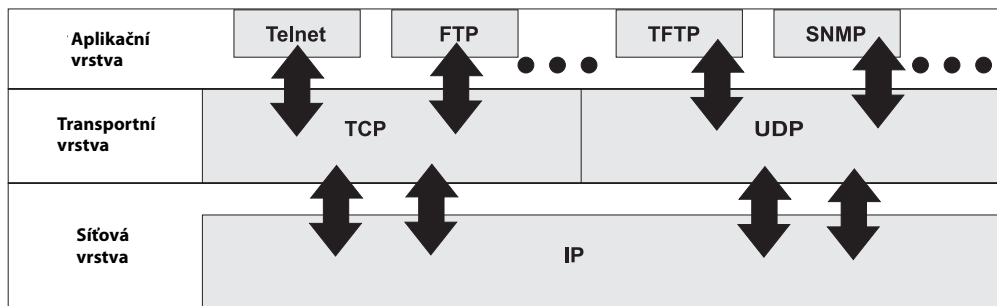 Aplikační
vrstva
Telnet
FTP
TFTP
SNMP
Transportní
vrstva
TCP
UDP
Síťová
vrstva
IP